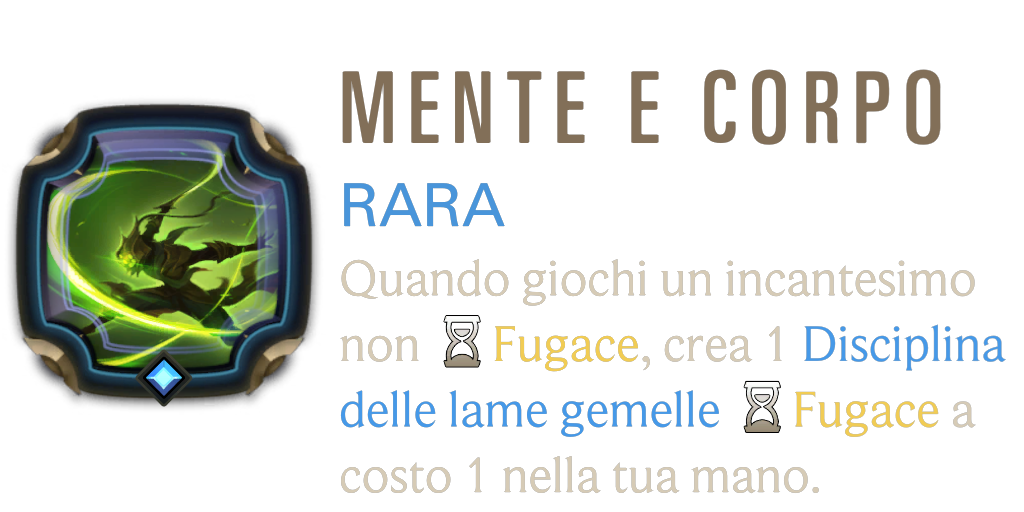 MENTE E CORPO
RARA
Quando giochi un incantesimo
non Fugace, crea 1 Disciplina
delle lame gemelle Fugace a
costo 1 nella tua mano.